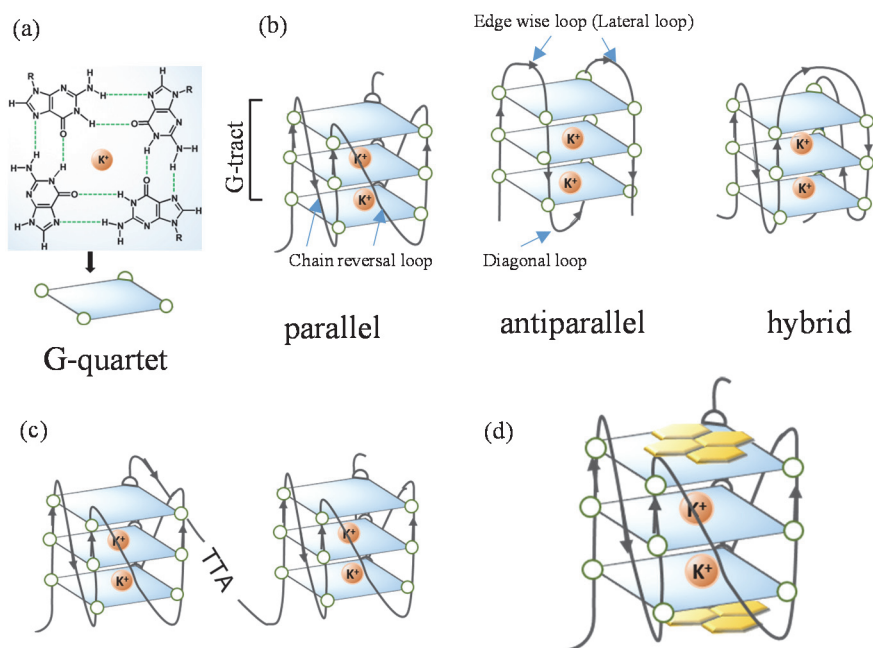 (a)
R
N
N
H
N
H
N
R
H
N
N
N
H
N
H
O
H
O
N
H
N
N
H
K⁺
H
H
N
H
N
H
N
O
H
O
N
H
N
N
N
H
N
H
N
N
H
N
R
H
G-quartet
(b)
Edge wise loop (Lateral loop)
G-tract
K⁺
K⁺
K⁺
K⁺
K⁺
K⁺
Chain reversal loop
Diagonal loop
parallel
antiparallel
hybrid
(c)
K⁺
K⁺
TTA
K⁺
K⁺
(d)
K⁺
K⁺